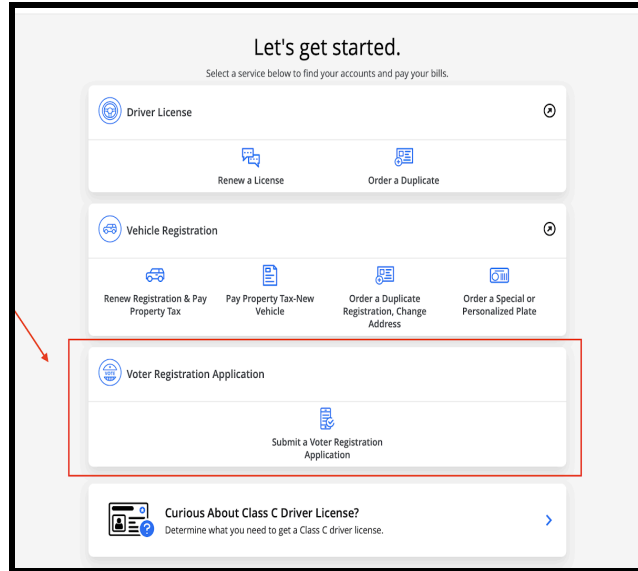 Let's get started.
Select a service below to find your accounts and pay your bills.
Driver License
Renew a License
Order a Duplicate
Vehicle Registration
Renew Registration & Pay
Property Tax
Pay Property Tax-New
Vehicle
Order a Duplicate
Registration, Change
Address
Order a Special or
Personalized Plate
VOTE
Voter Registration Application
Submit a Voter Registration
Application
Curious About Class C Driver License?
Determine what you need to get a Class C driver license.